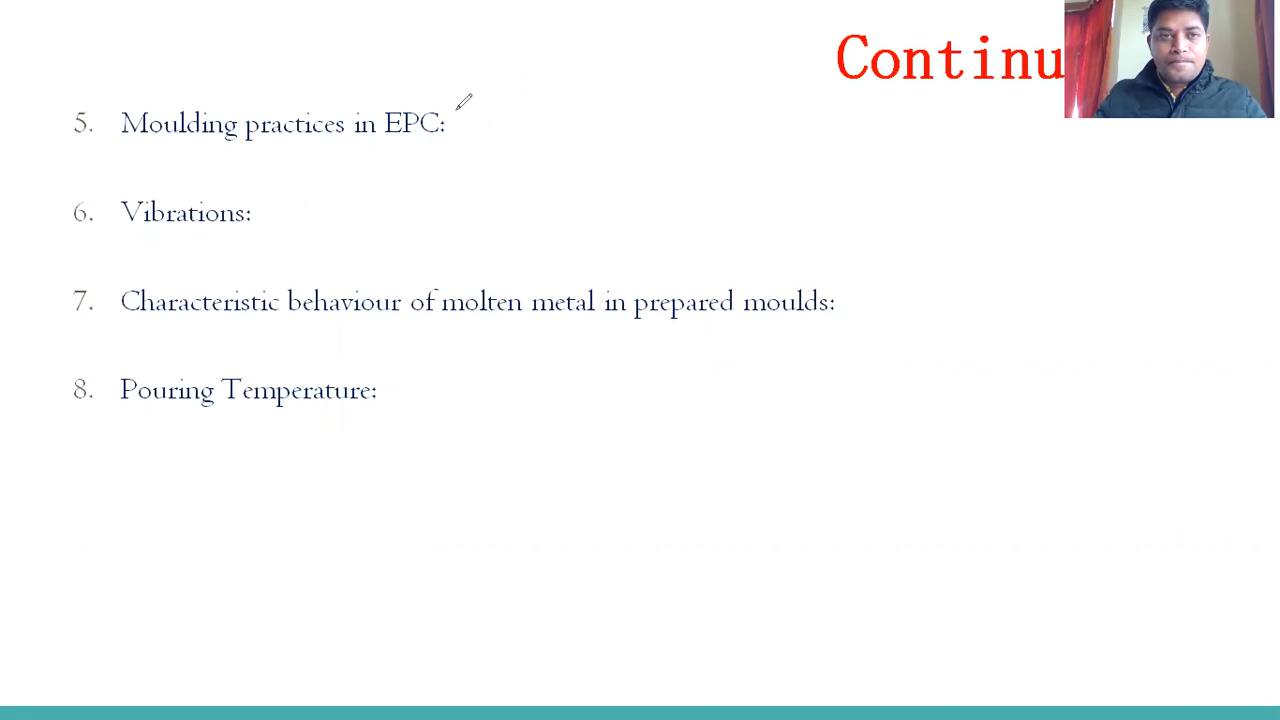 Continu
5. Moulding practices in EPC:
6. Vibrations:
7. Characteristic behaviour of molten metal in prepared moulds:
8. Pouring Temperature: